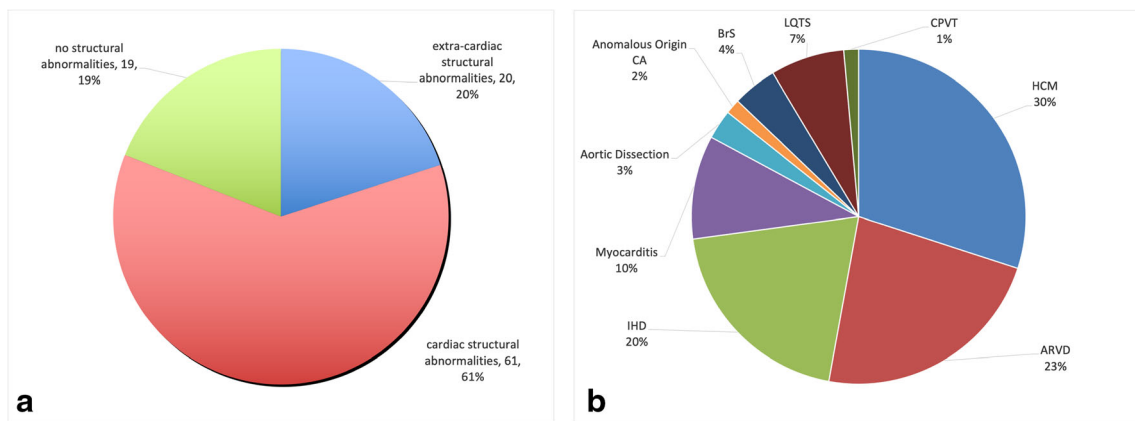 no structural
abnormalities, 19,
19%
extra-cardiac
structural
abnormalities, 20,
20%
cardiac structural
abnormalities, 61,
61%
a
Anomalous Origin
CA
2%
BrS
4%
LQTS
7%
CPVT
1%
HCM
30%
Aortic Dissection
3%
Myocarditis
10%
IHD
20%
ARVD
23%
b